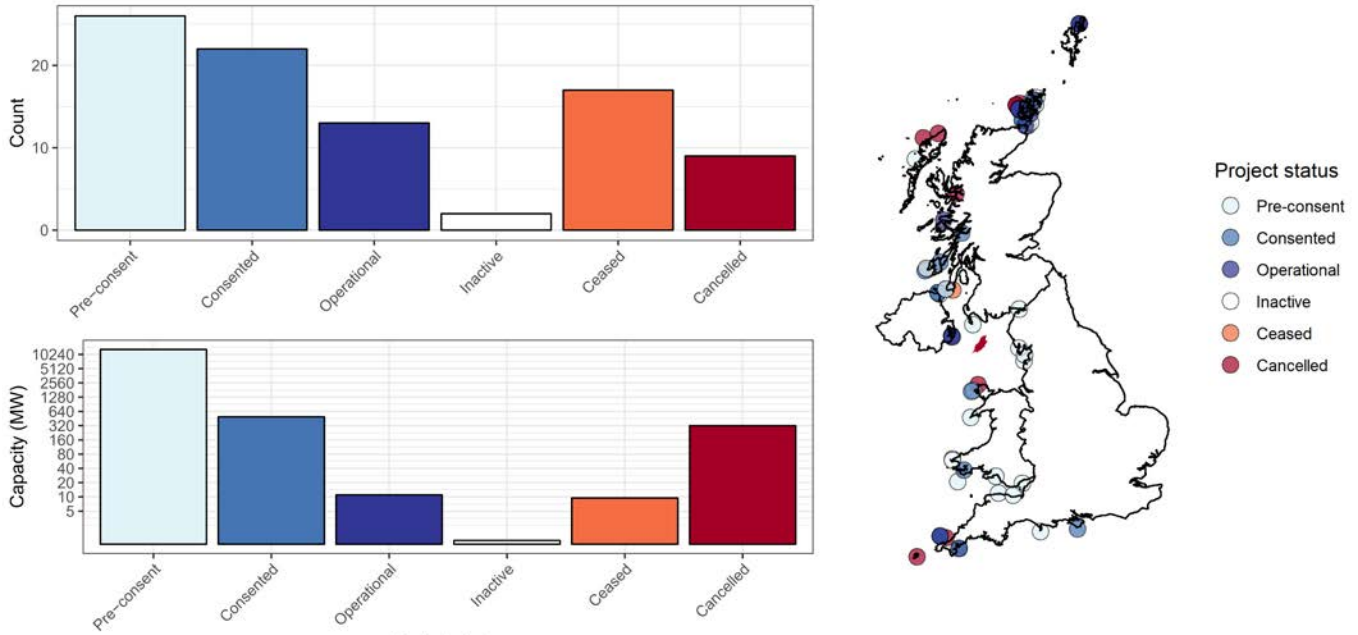 Count
20
10
0
Pre−consent
Consented
Operational
Inactive
Ceased
Cancelled
Capacity (MW)
10240
5120
2560
1280
640
320
160
80
40
20
10
5
Pre−consent
Consented
Operational
Inactive
Ceased
Cancelled
Project status
Pre−consent
Consented
Operational
Inactive
Ceased
Cancelled